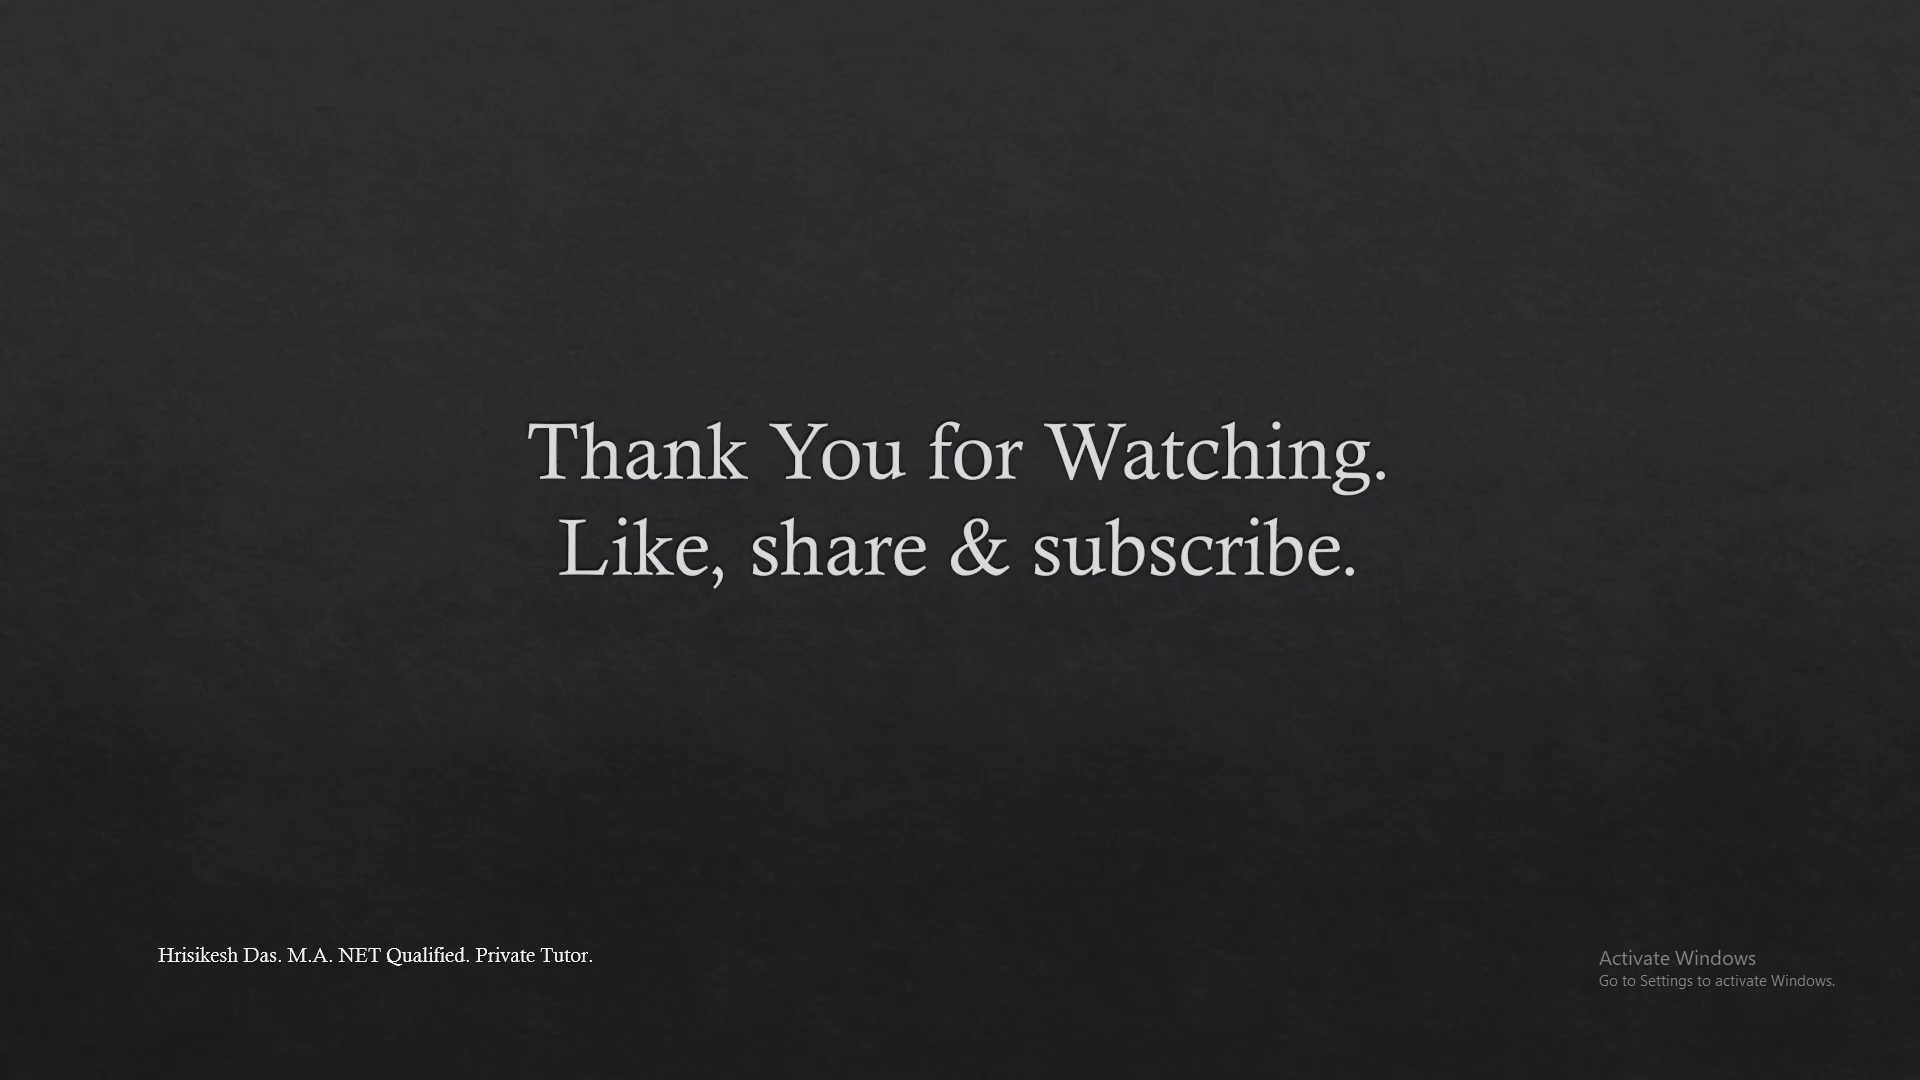 Thank You for Watching.
Like, share & subscribe.
Hrisikesh Das. M.A. NET Qualified. Private Tutor.
Activate Windows
Go to Settings to activate Windows.